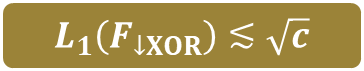 L₁(F↓XOR) ≲ √c